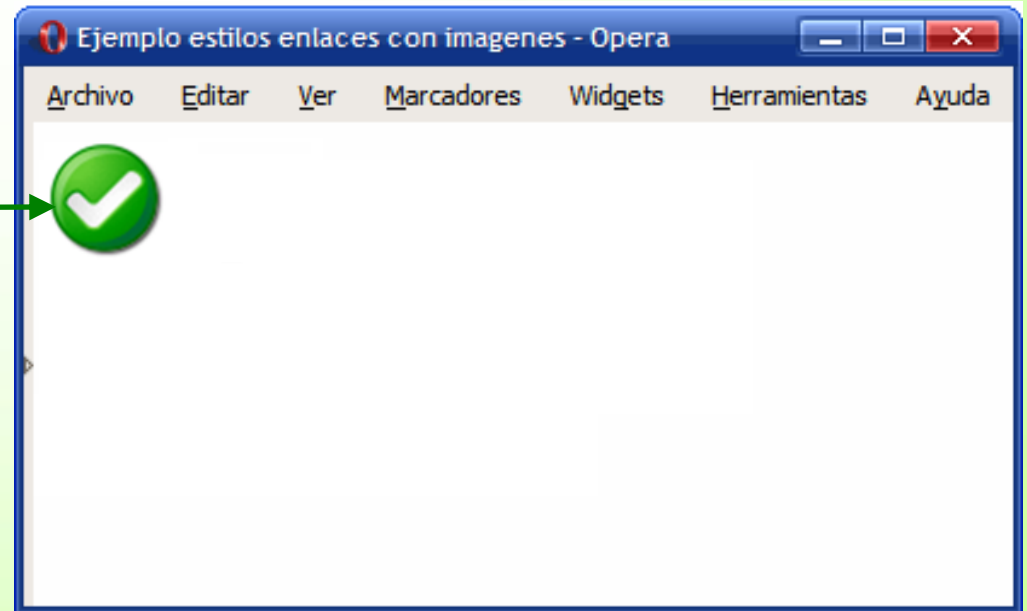 Ejemplo estilos enlaces con imagenes - Opera
Archivo Editar Ver Marcadores Widgets Herramientas Ayuda